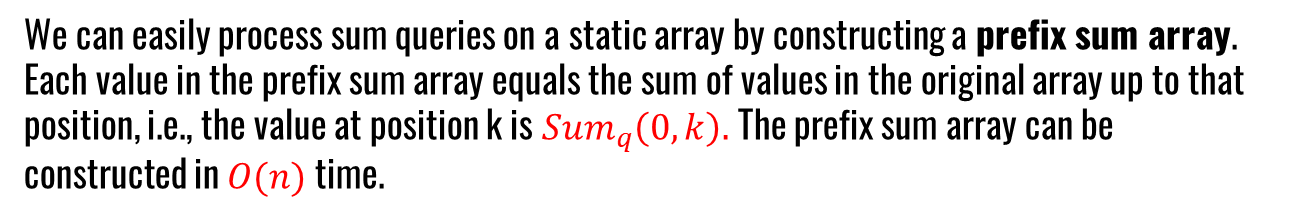 We can easily process sum queries on a static array by constructing a prefix sum array.
Each value in the prefix sum array equals the sum of values in the original array up to that
position, i.e., the value at position k is Sum_q(0, k). The prefix sum array can be
constructed in O(n) time.